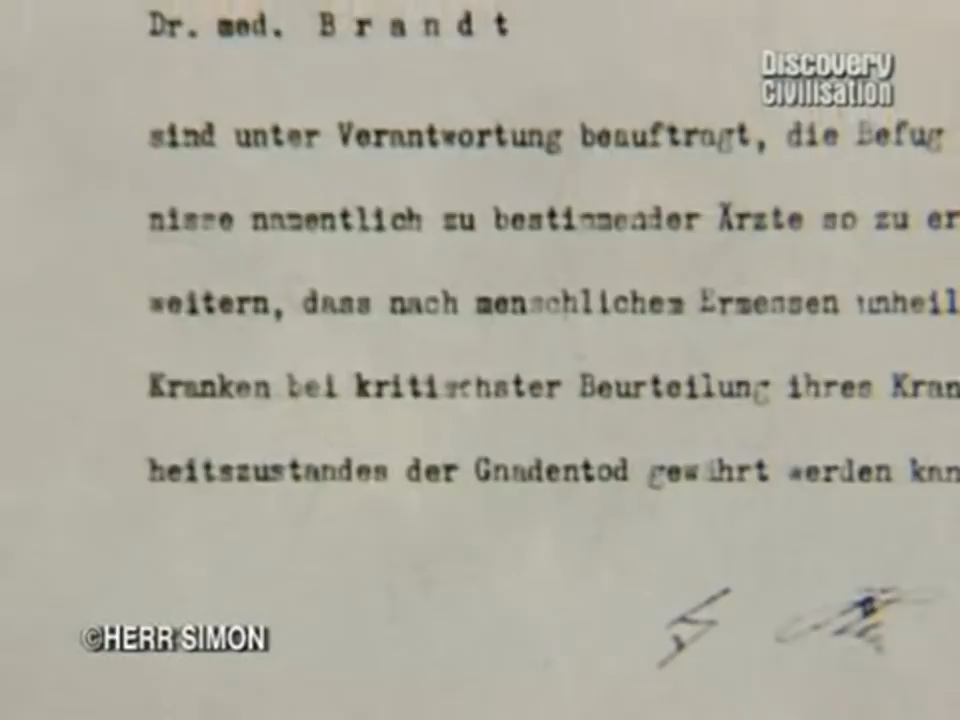 Dr. med. B r a n d t
Discovery
Civilisation
sind unter Verantwortung beauftragt, die Befug
nisse namentlich zu bestimmender Ärzte so zu er
weitern, dass nach menschlichem Ermessen unheil
Kranken bei kritischster Beurteilung ihres Kran
heitszustandes der Gnadentod gewährt werden kan
©HERR SIMON